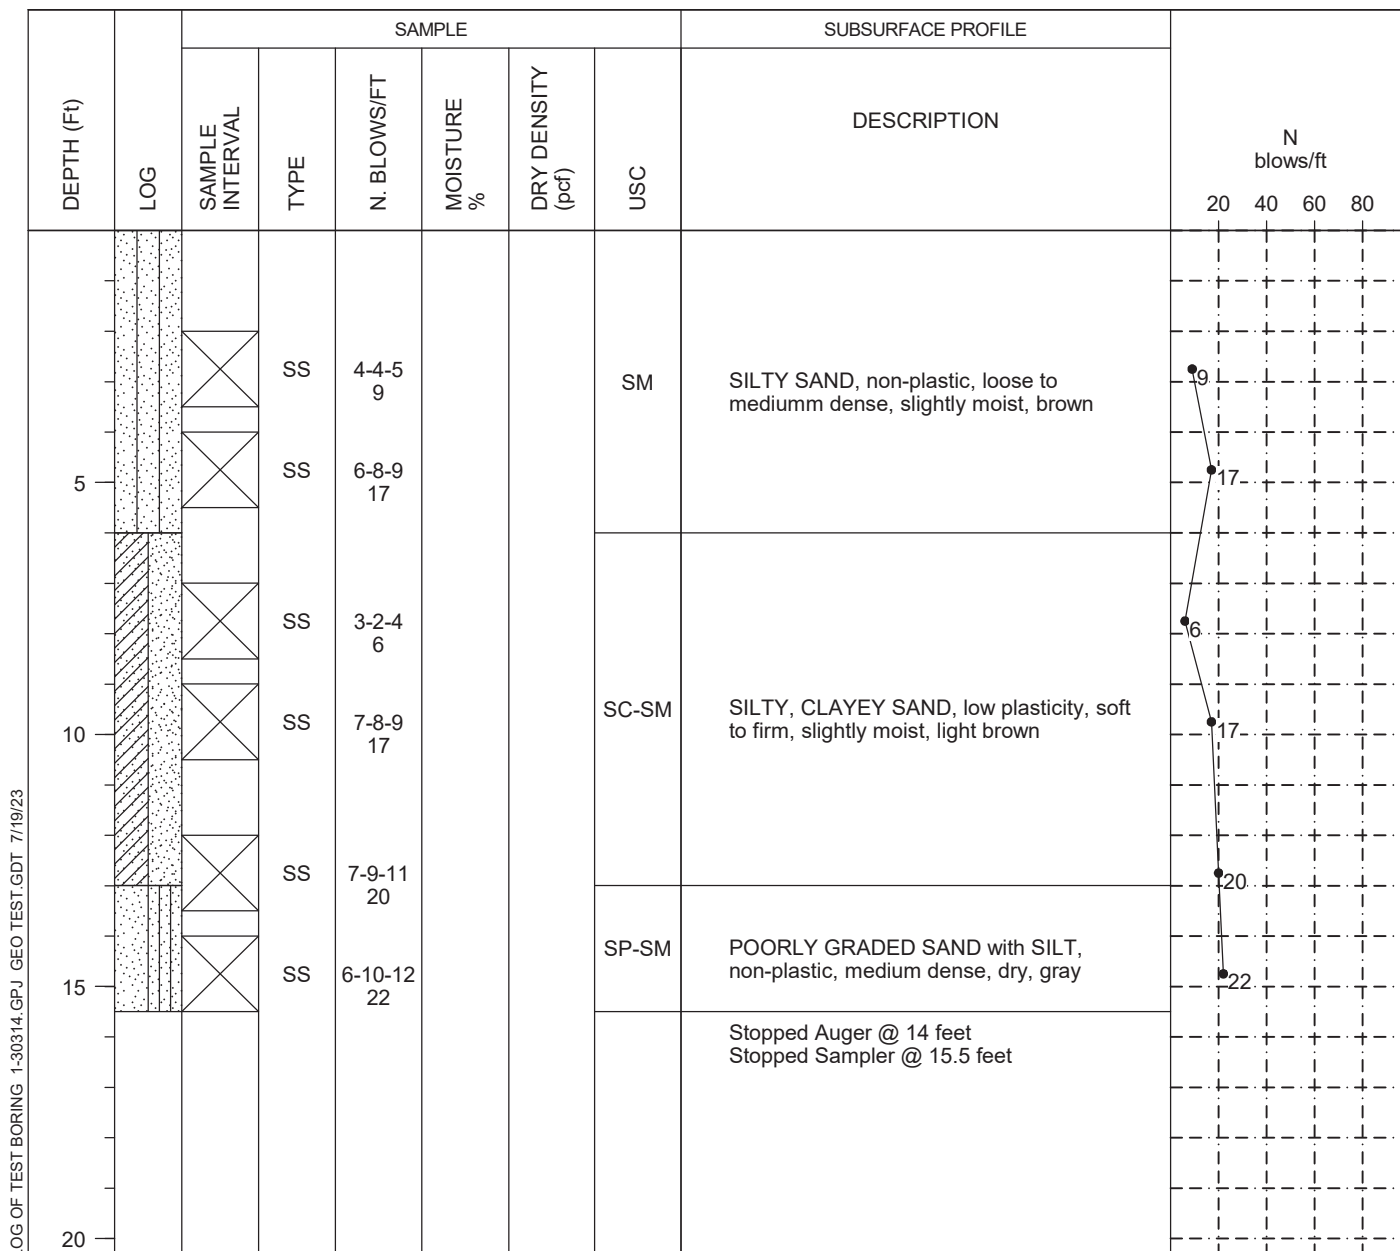 SAMPLE
SUBSURFACE PROFILE
DEPTH (Ft)
LOG
SAMPLE
INTERVAL
TYPE
N. BLOWS/FT
MOISTURE
%
DRY DENSITY
(pcf)
USC
DESCRIPTION
N
blows/ft
20 40 60 80
SS
4-4-5
9
SM
SILTY SAND, non-plastic, loose to
mediumm dense, slightly moist, brown
9
5
SS
6-8-9
17
17
SS
3-2-4
6
6
10
SS
7-8-9
17
SC-SM
SILTY, CLAYEY SAND, low plasticity, soft
to firm, slightly moist, light brown
17
SS
7-9-11
20
20
15
SS
6-10-12
22
SP-SM
POORLY GRADED SAND with SILT,
non-plastic, medium dense, dry, gray
22
Stopped Auger @ 14 feet
Stopped Sampler @ 15.5 feet
20
OG OF TEST BORING 1-30314.GPJ GEO TEST.GDT 7/19/23